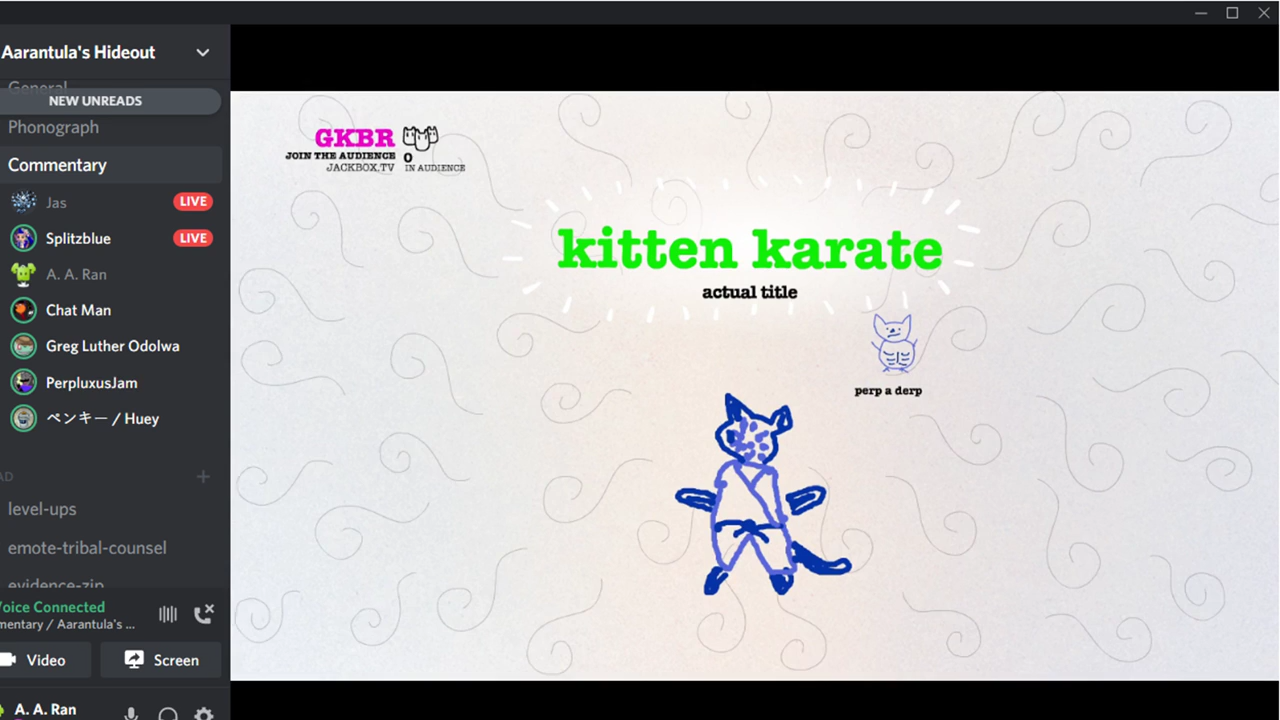 Aarantula's Hideout
General
NEW UNREADS
Phonograph
Commentary
Jas LIVE
Splitzblue LIVE
A. A. Ran
Chat Man
Greg Luther Odolwa
PerpluxusJam
ペンキー / Huey
AD
level-ups
emote-tribal-counsel
evidence-zip
Voice Connected
mentary / Aarantula's ...
Video
Screen
A. A. Ran
GKBR
JOIN THE AUDIENCE
JACKBOX.TV
0
IN AUDIENCE
kitten karate
actual title
perp a derp